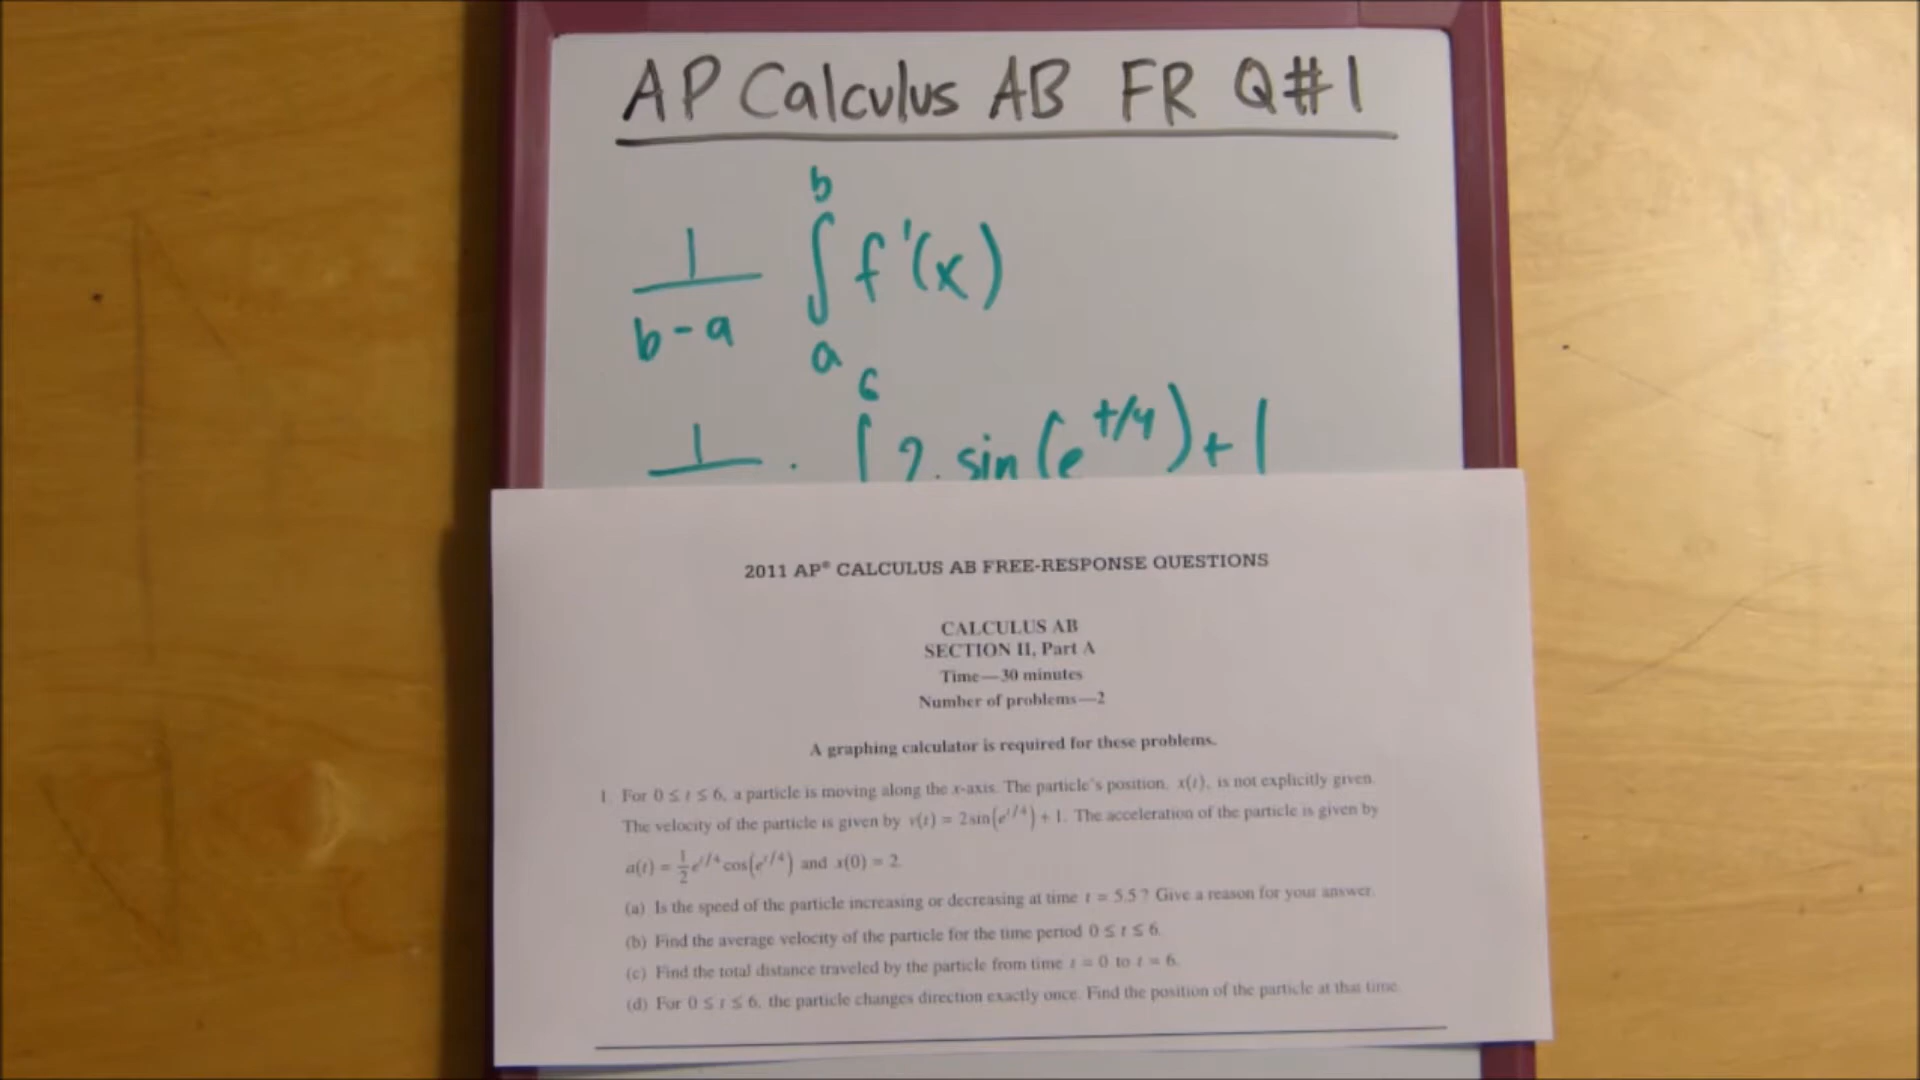 AP Calculus AB FR Q#1
b
1
∫ f'(x)
b-a
a
6
1 . ∫ 2. sin(e^t/4)+1
2011 AP® CALCULUS AB FREE-RESPONSE QUESTIONS
CALCULUS AB
SECTION II, Part A
Time—30 minutes
Number of problems—2
A graphing calculator is required for these problems.
1. For 0 ≤ t ≤ 6, a particle is moving along the x-axis. The particle's position, x(t), is not explicitly given.
The velocity of the particle is given by v(t) = 2sin(e^t/4) + 1. The acceleration of the particle is given by
a(t) = 1/2 e^t/4 cos(e^t/4) and x(0) = 2.
(a) Is the speed of the particle increasing or decreasing at time t = 5.5 ? Give a reason for your answer.
(b) Find the average velocity of the particle for the time period 0 ≤ t ≤ 6.
(c) Find the total distance traveled by the particle from time t = 0 to t = 6.
(d) For 0 ≤ t ≤ 6, the particle changes direction exactly once. Find the position of the particle at that time.